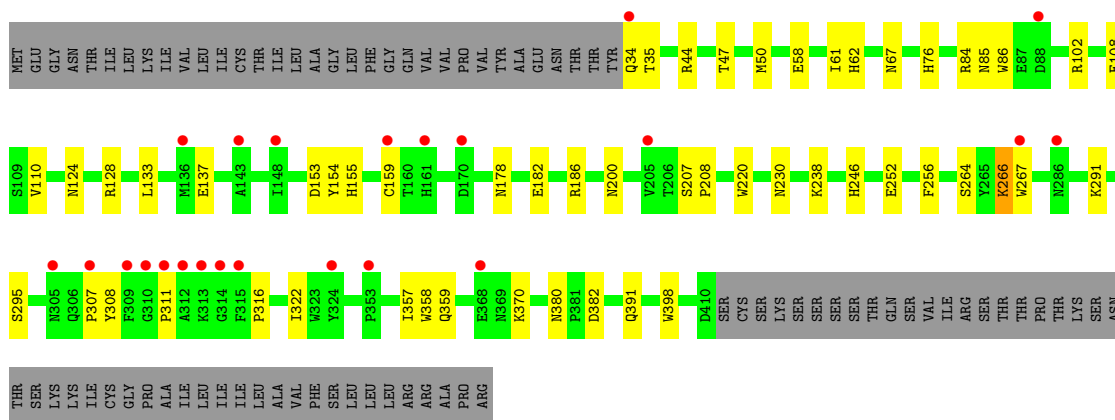 MET GLU GLY ASN THR ILE LEU LYS ILE ILE VAL LEU ILE CYS THR ILE LEU ALA GLY LEU PHE GLY GLN VAL VAL PRO VAL TYR ALA GLU ASN THR THR TYR Q34 T35 R44 T47 M50 E58 I61 H62 N67 H76 R84 N85 W86 E87 D88 R102 E108
S109 V110 N124 R128 L133 M136 E137 A143 I148 D153 Y154 H155 C159 T160 H161 D170 N178 E182 R186 N200 V205 T206 S207 P208 W220 N230 K238 H246 E252 F256 S264 Y265 K266 W267 N286 K291
S295 N305 Q306 P307 Y308 F309 G310 P311 A312 K313 G314 F315 P316 I322 W323 Y324 P353 I357 W358 Q359 E368 N369 K370 N380 P381 D382 Q391 W398 D410 SER CYS SER LYS SER SER SER SER THR GLN SER SER VAL ILE ARG SER THR THR PRO THR LYS SER ASN
THR SER LYS LYS ILE CYS GLY PRO ALA ILE LEU ILE ILE LEU ALA VAL PHE SER LEU LEU LEU ARG ARG ALA PRO ARG